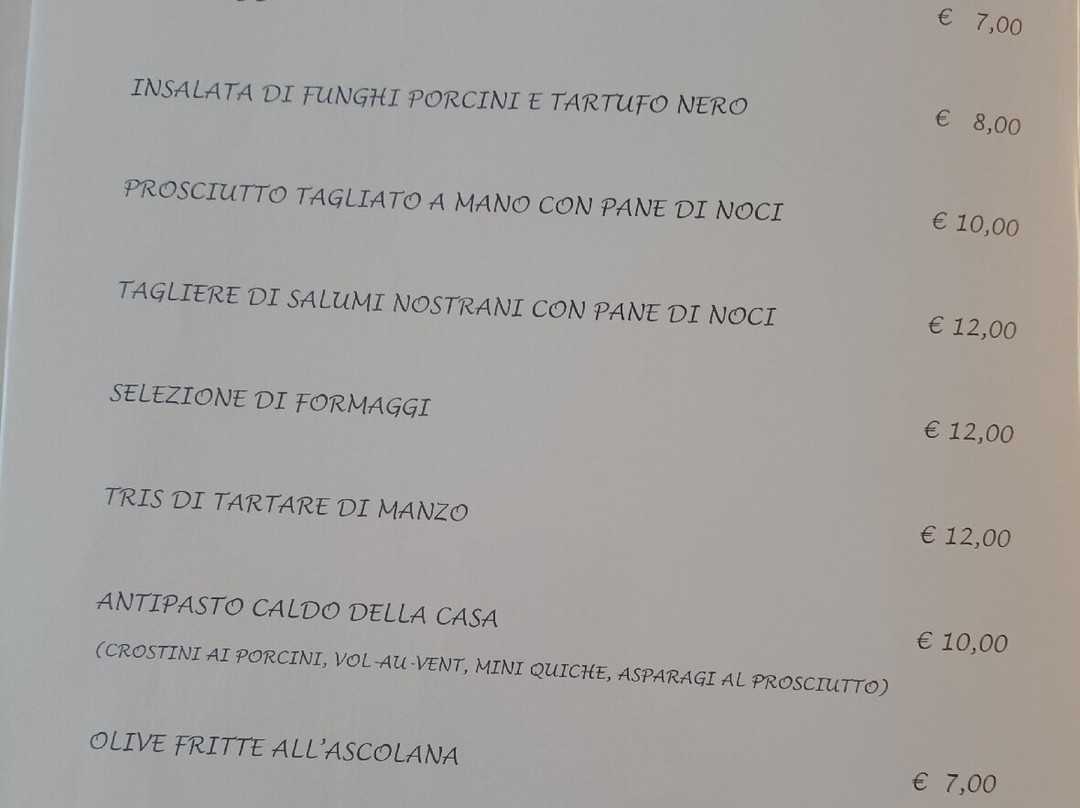 € 7,00
INSALATA DI FUNGHI PORCINI E TARTUFO NERO € 8,00
PROSCIUTTO TAGLIATO A MANO CON PANE DI NOCI € 10,00
TAGLIERE DI SALUMI NOSTRANI CON PANE DI NOCI € 12,00
SELEZIONE DI FORMAGGI € 12,00
TRIS DI TARTARE DI MANZO € 12,00
ANTIPASTO CALDO DELLA CASA € 10,00
(CROSTINI AI PORCINI, VOL-AU-VENT, MINI QUICHE, ASPARAGI AL PROSCIUTTO)
OLIVE FRITTE ALL'ASCOLANA € 7,00